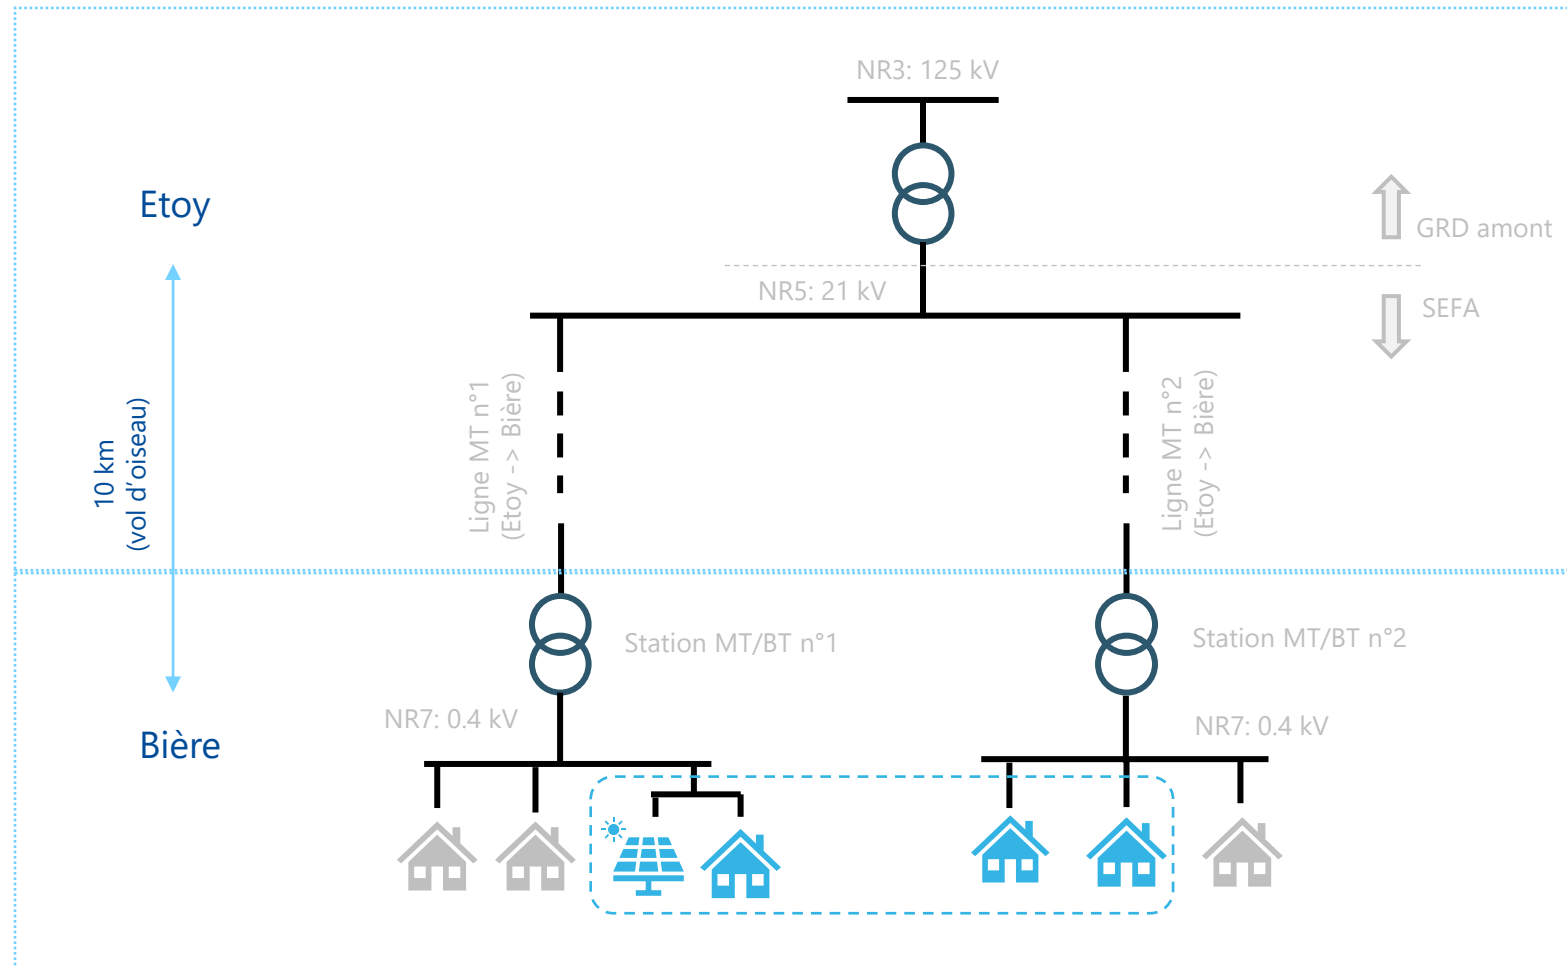 NR3: 125 kV
Etoy
GRD amont
NR5: 21 kV
SEFA
10 km
(vol d’oiseau)
Ligne MT n°1
(Etoy -> Bière)
Ligne MT n°2
(Etoy -> Bière)
Station MT/BT n°1
Station MT/BT n°2
NR7: 0.4 kV
NR7: 0.4 kV
Bière